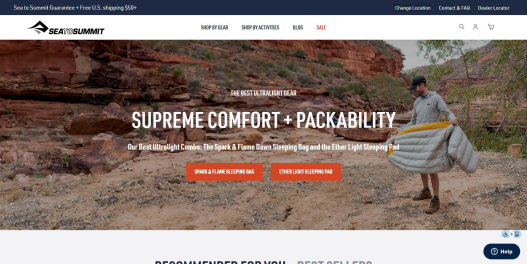 Sea to Summit Guarantee + Free U.S. shipping $50+
Change Location
Contact & FAQ
Dealer Locator
SEA TO SUMMIT
SHOP BY GEAR
SHOP BY ACTIVITIES
BLOG
SALE
THE BEST ULTRALIGHT GEAR
SUPREME COMFORT + PACKABILITY
Our Best Ultralight Combo: The Spark & Flame Down Sleeping Bag and the Ether Light Sleeping Pad
SPARK & FLAME SLEEPING BAG
ETHER LIGHT SLEEPING PAD
Help
RECOMMENDED FOR YOU
BEST SELLERS